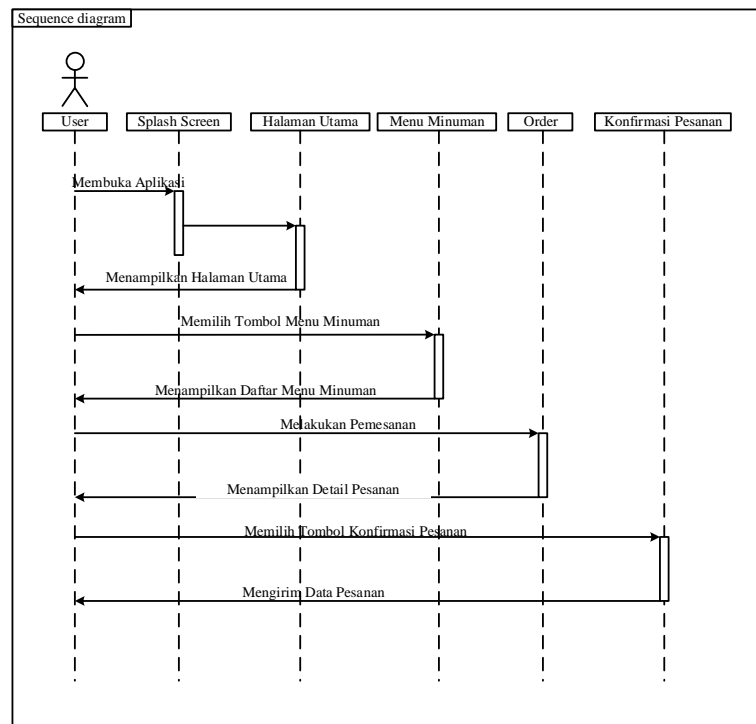 Sequence diagram
User
Splash Screen
Halaman Utama
Menu Minuman
Order
Konfirmasi Pesanan
Membuka Aplikasi
Menampilkan Halaman Utama
Memilih Tombol Menu Minuman
Menampilkan Daftar Menu Minuman
Melakukan Pemesanan
Menampilkan Detail Pesanan
Memilih Tombol Konfirmasi Pesanan
Mengirim Data Pesanan